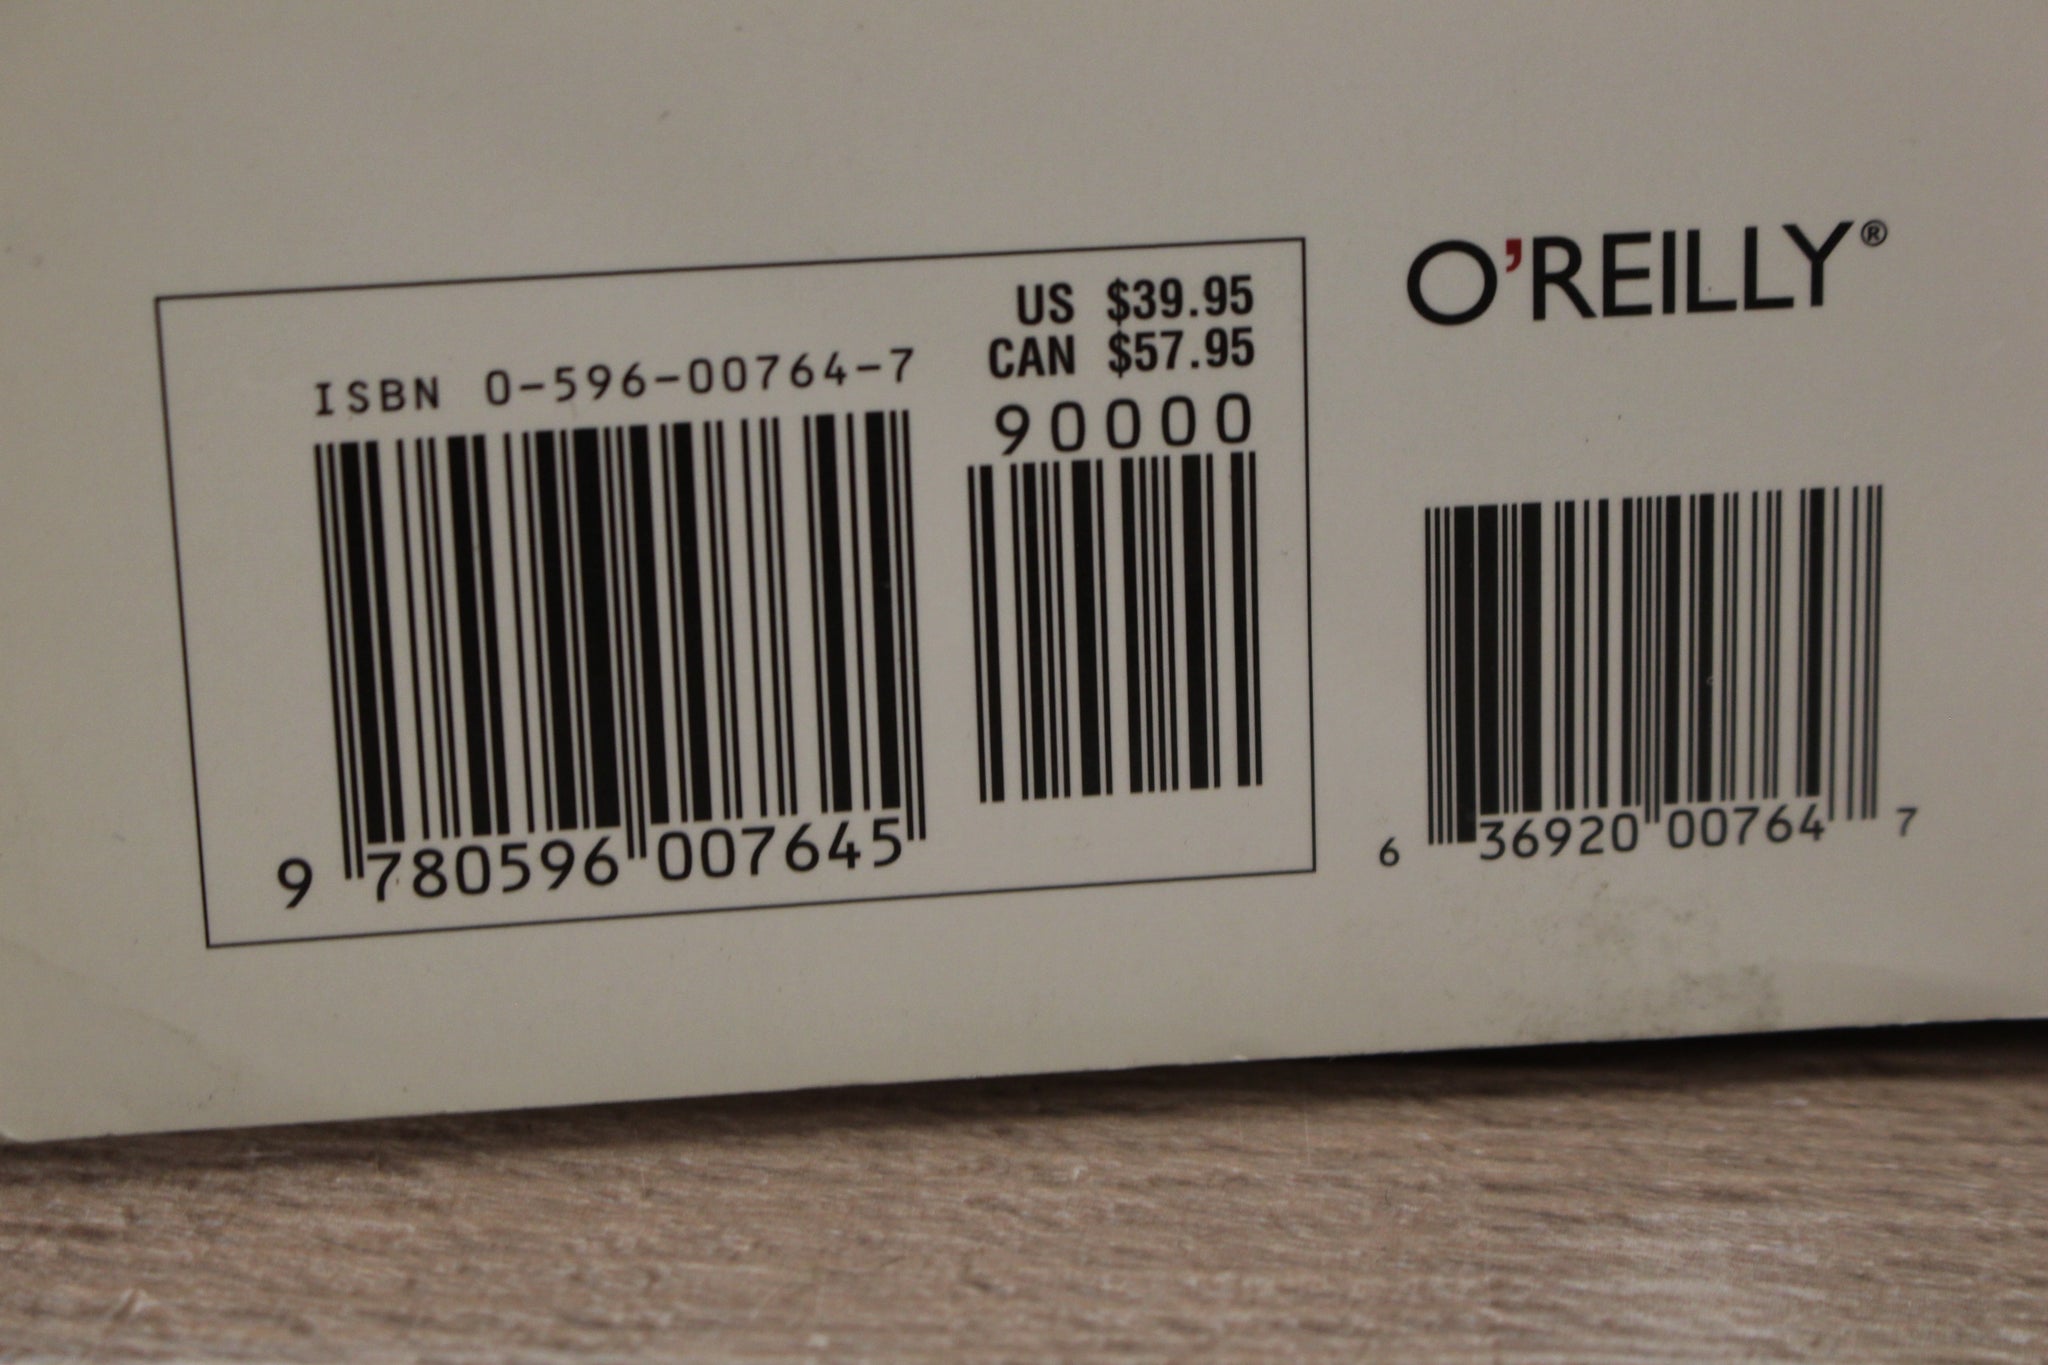 ISBN 0-596-00764-7
US $39.95
CAN $57.95
90000
9 780596 007645
O'REILLY®
6 36920 00764 7